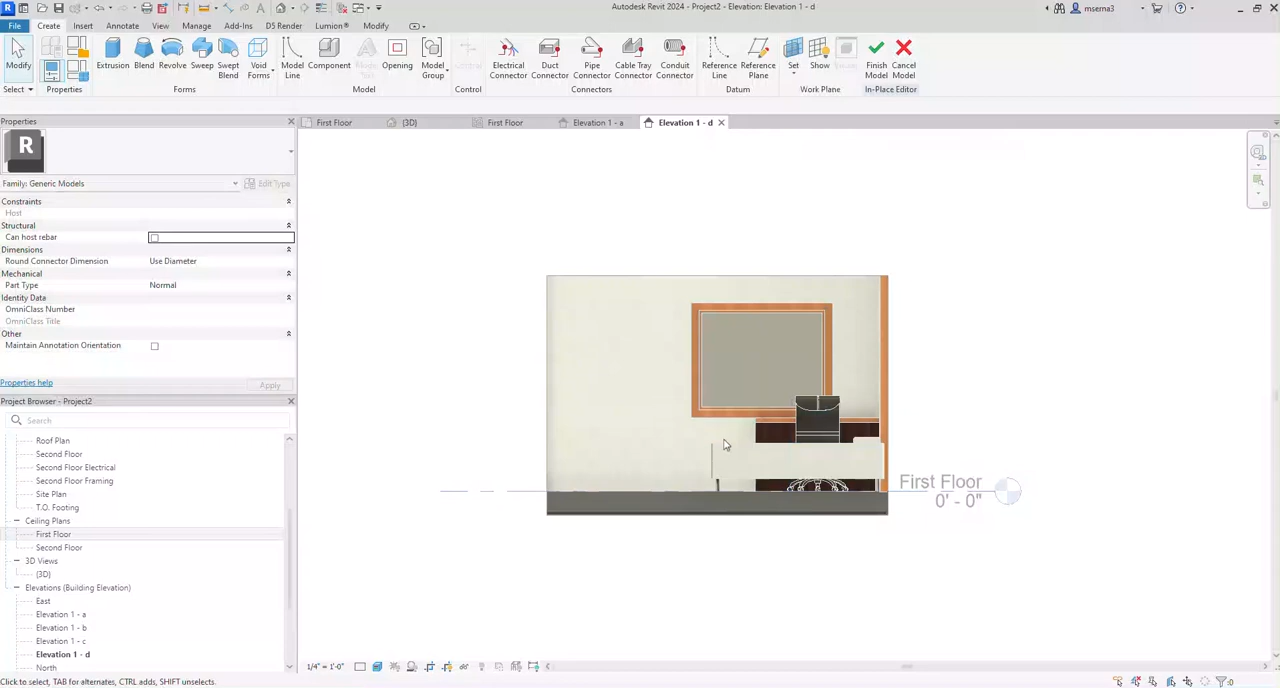 Autodesk Revit 2024 - Project2 - Elevation: Elevation 1 - d
mserna3
File Create Insert Annotate View Manage Add-Ins D5 Render Lumion® Modify
Modify Extrusion Blend Revolve Sweep Swept Blend Void Forms Model Line Component Model Text Opening Model Group Control Electrical Connector Duct Connector Pipe Connector Cable Tray Connector Conduit Connector Reference Line Reference Plane Set Show Viewer Finish Model Cancel Model
Select Properties Forms Model Control Connectors Datum Work Plane In-Place Editor
Properties
First Floor {3D} First Floor Elevation 1 - a Elevation 1 - d
R
Family: Generic Models Edit Type
Constraints
Host
Structural
Can host rebar
Dimensions
Round Connector Dimension Use Diameter
Mechanical
Part Type Normal
Identity Data
OmniClass Number
OmniClass Title
Other
Maintain Annotation Orientation
Properties help Apply
Project Browser - Project2
Search
Roof Plan
Second Floor
Second Floor Electrical
Second Floor Framing
Site Plan
T.O. Footing
Ceiling Plans
First Floor
Second Floor
3D Views
{3D}
Elevations (Building Elevation)
East
Elevation 1 - a
Elevation 1 - b
Elevation 1 - c
Elevation 1 - d
North
First Floor
0' - 0"
1/4" = 1'-0"
Click to select, TAB for alternates, CTRL adds, SHIFT unselects.
:0